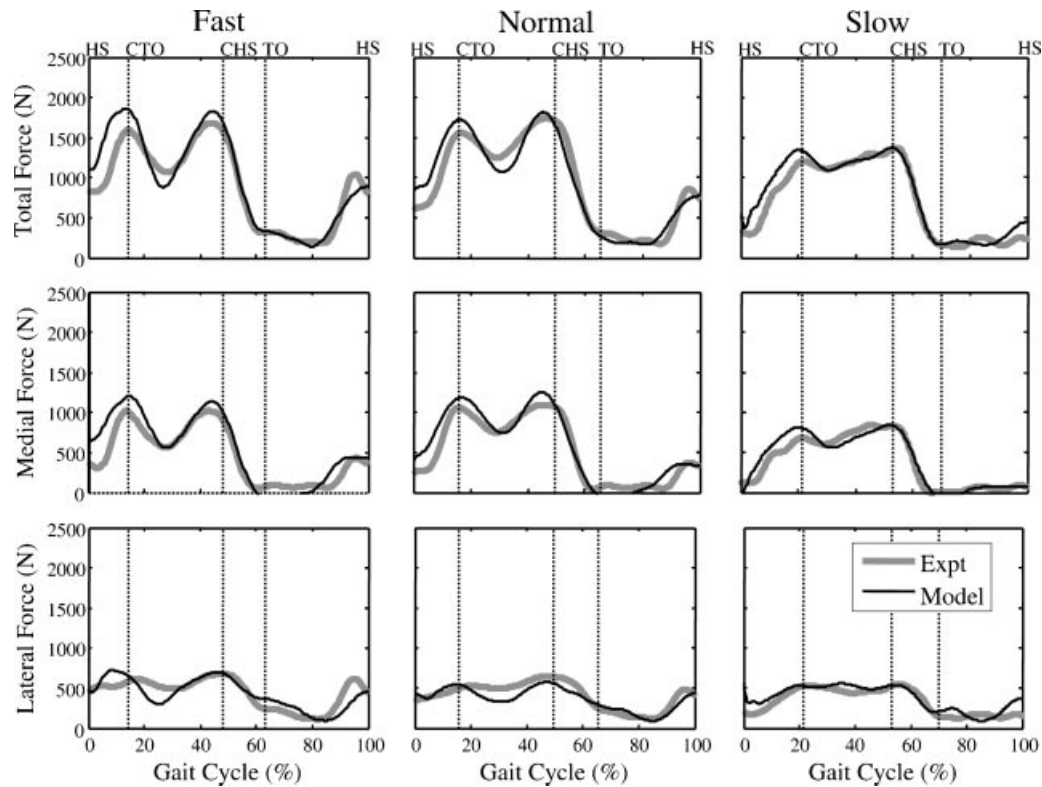 Fast Normal Slow
HS CTO CHS TO HS HS CTO CHS TO HS CTO CHS TO HS
2500
2000
1500
1000
500
0
Total Force (N)
2500
2000
1500
1000
500
0
Medial Force (N)
2500
2000
1500
1000
500
0
Lateral Force (N)
Expt
Model
0 20 40 60 80 100 0 20 40 60 80 100 0 20 40 60 80 100
Gait Cycle (%) Gait Cycle (%) Gait Cycle (%)